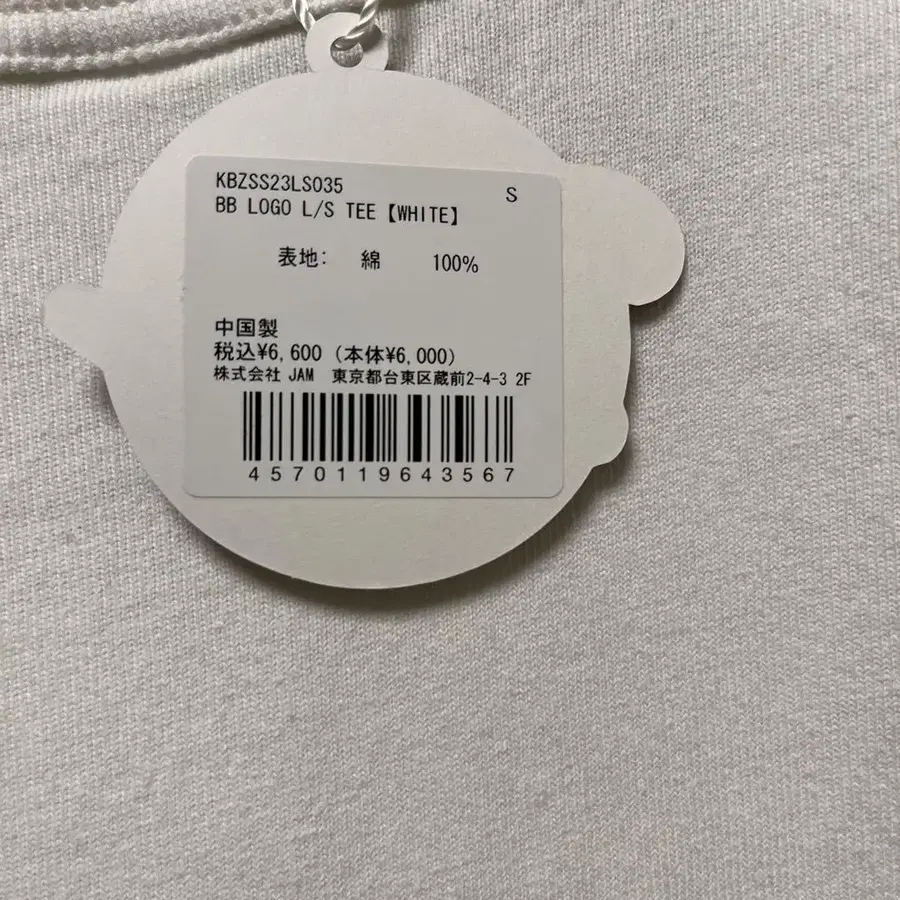 KBZSS23LS035 S
BB LOGO L/S TEE【WHITE】
表地: 綿 100%
中国製
税込¥6,600 (本体¥6,000)
株式会社 JAM 東京都台東区蔵前2-4-3 2F
4570119643567